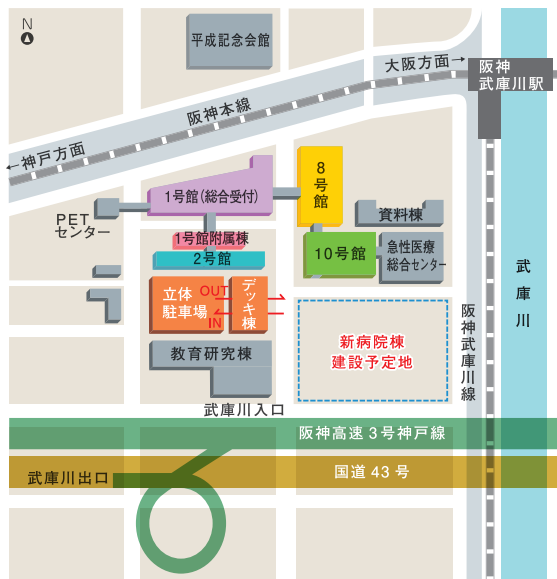 N
平成記念会館
大阪方面→
阪神
武庫川駅
阪神本線
←神戸方面
8号館
1号館(総合受付)
PET
センター
資料棟
1号館附属棟
2号館
10号館
急性医療
総合センター
武庫川
立体
駐車場
OUT
IN
デッキ棟
新病院棟
建設予定地
阪神武庫川線
教育研究棟
武庫川入口
阪神高速3号神戸線
武庫川出口
国道43号